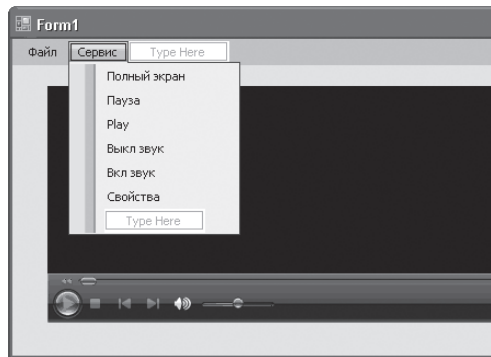 Form1
Файл Сервис Type Here
Полный экран
Пауза
Play
Выкл звук
Вкл звук
Свойства
Type Here